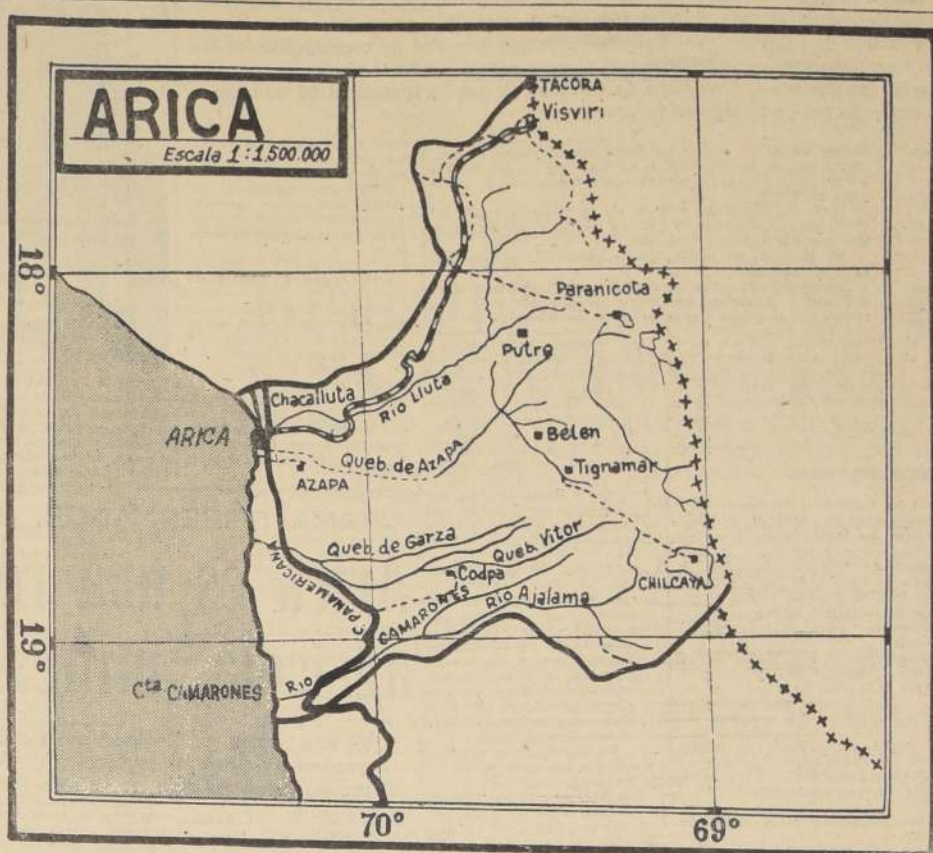 ARICA
Escala 1:1.500.000
TACORA
Visviri
18°
Paranicota
Putre
Chacalluta
RIO Lluta
ARICA
Belen
Queb. de AZAPA
Tignamar
AZAPA
Queb. de Garza
Queb. Vitor
Codpa
CHILCAYA
C. PANAMERICANA
RIO CAMARONES
RIO Ajalama
19°
Cta CAMARONES
70°
69°